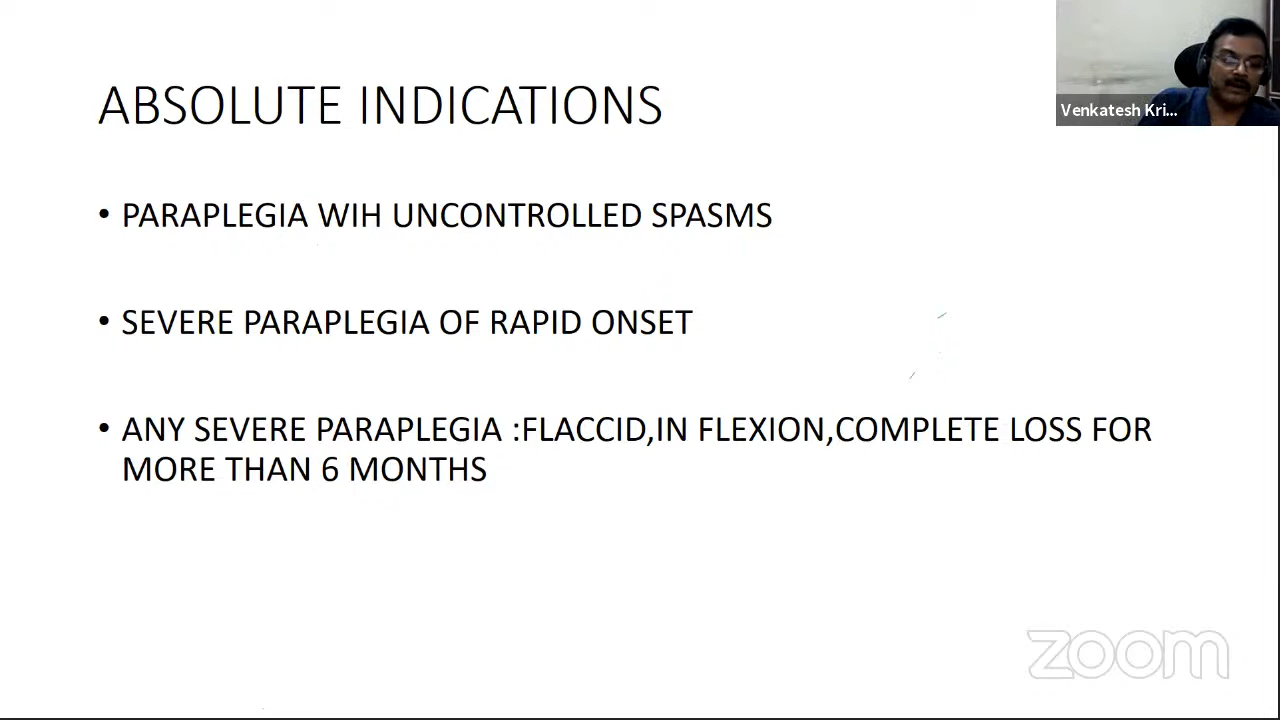 ABSOLUTE INDICATIONS
Venkatesh Kri...
• PARAPLEGIA WIH UNCONTROLLED SPASMS
• SEVERE PARAPLEGIA OF RAPID ONSET
• ANY SEVERE PARAPLEGIA :FLACCID,IN FLEXION,COMPLETE LOSS FOR
MORE THAN 6 MONTHS
zoom